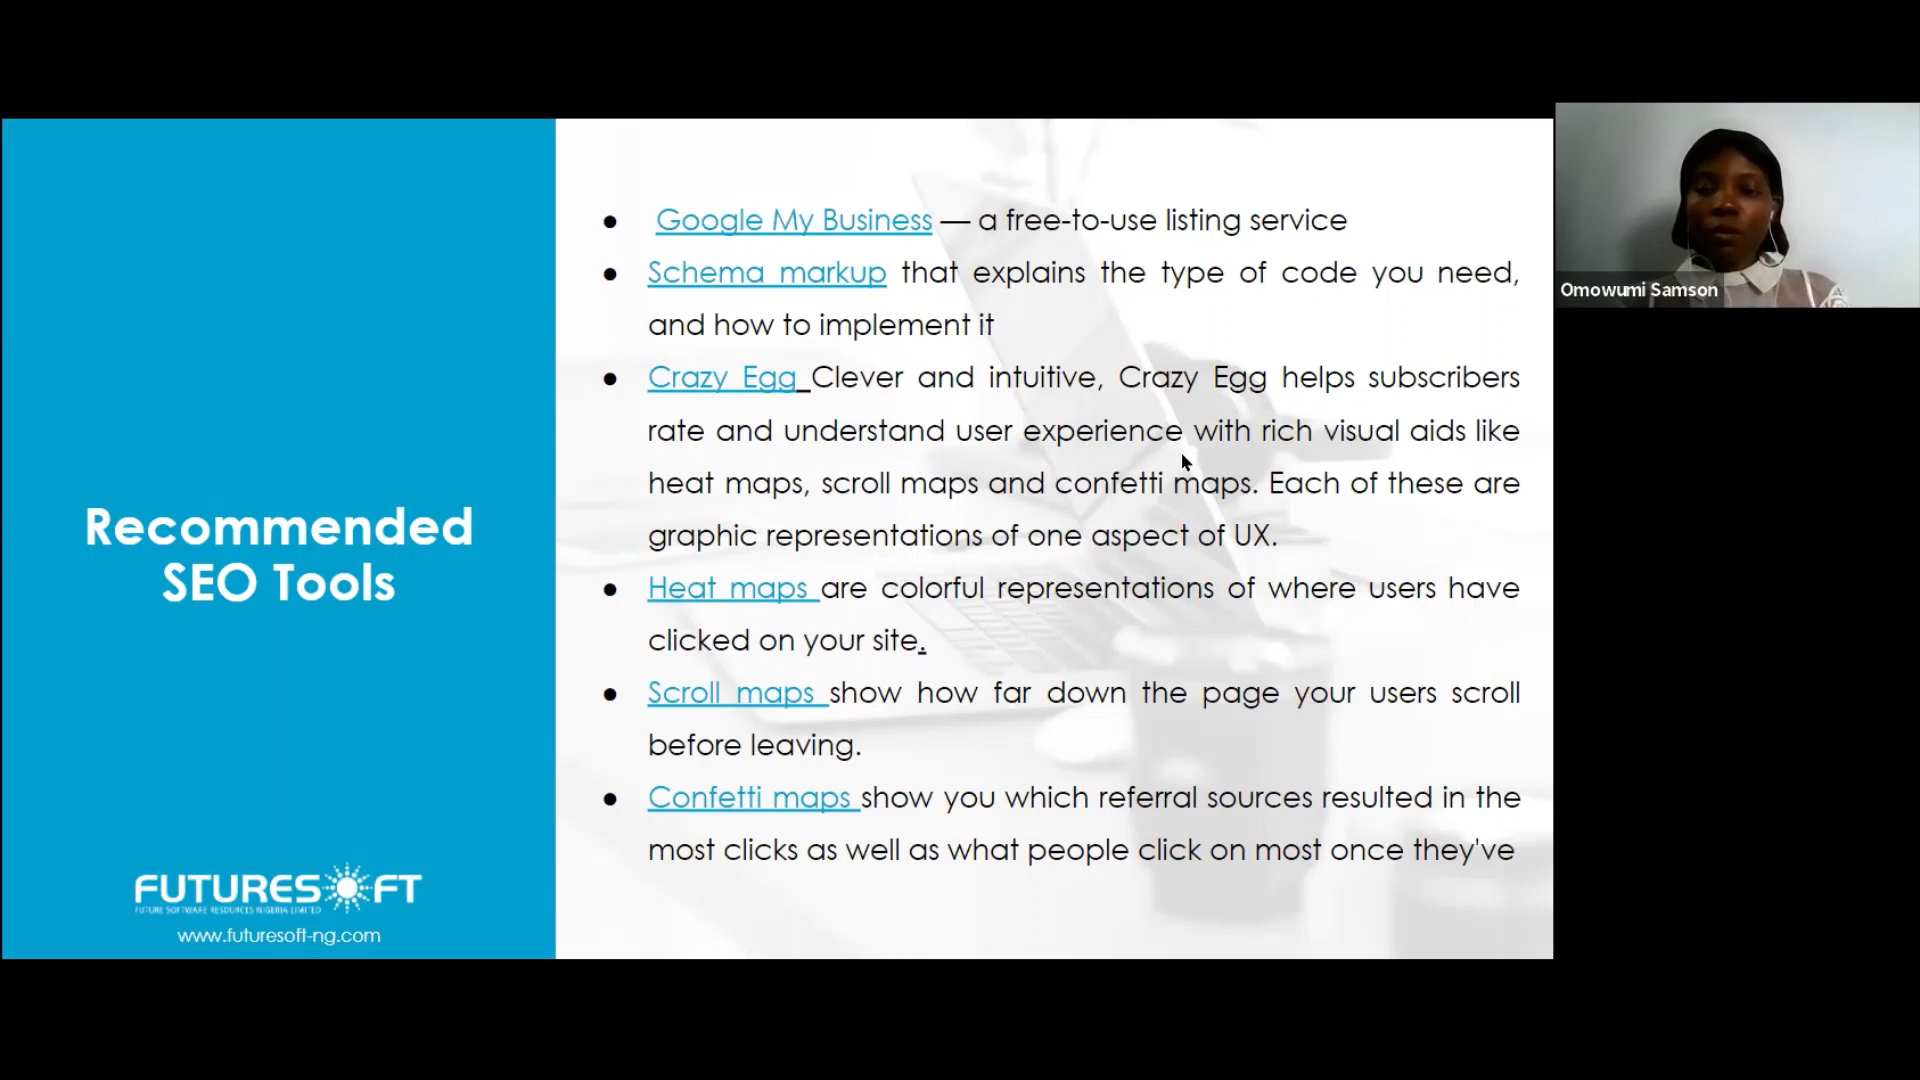 Recommended
SEO Tools
FUTURESOFT
FUTURE SOFTWARE RESOURCES NIGERIA LIMITED
www.futuresoft-ng.com
● Google My Business — a free-to-use listing service
● Schema markup that explains the type of code you need,
and how to implement it
● Crazy Egg Clever and intuitive, Crazy Egg helps subscribers
rate and understand user experience with rich visual aids like
heat maps, scroll maps and confetti maps. Each of these are
graphic representations of one aspect of UX.
● Heat maps are colorful representations of where users have
clicked on your site.
● Scroll maps show how far down the page your users scroll
before leaving.
● Confetti maps show you which referral sources resulted in the
most clicks as well as what people click on most once they've
Omowumi Samson